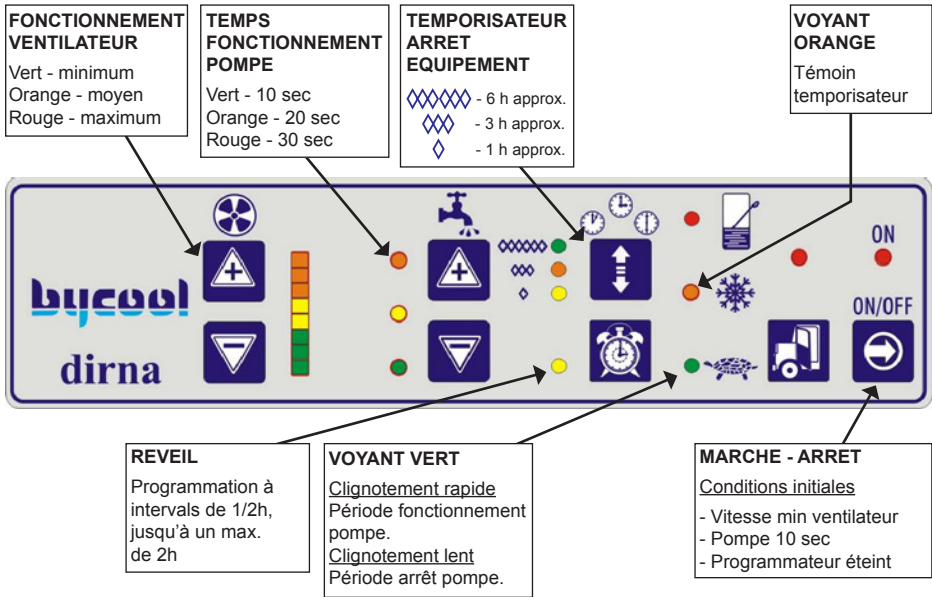 FONCTIONNEMENT
VENTILATEUR
Vert - minimum
Orange - moyen
Rouge - maximum
TEMPS
FONCTIONNEMENT
POMPE
Vert - 10 sec
Orange - 20 sec
Rouge - 30 sec
TEMPORISATEUR
ARRET
EQUIPEMENT
- 6 h approx.
- 3 h approx.
- 1 h approx.
VOYANT
ORANGE
Témoin
temporisateur
bycool
dirna
ON
ON/OFF
REVEIL
Programmation à
intervals de 1/2h,
jusqu'à un max.
de 2h
VOYANT VERT
Clignotement rapide
Période fonctionnement
pompe.
Clignotement lent
Période arrêt pompe.
MARCHE - ARRET
Conditions initiales
- Vitesse min ventilateur
- Pompe 10 sec
- Programmateur éteint